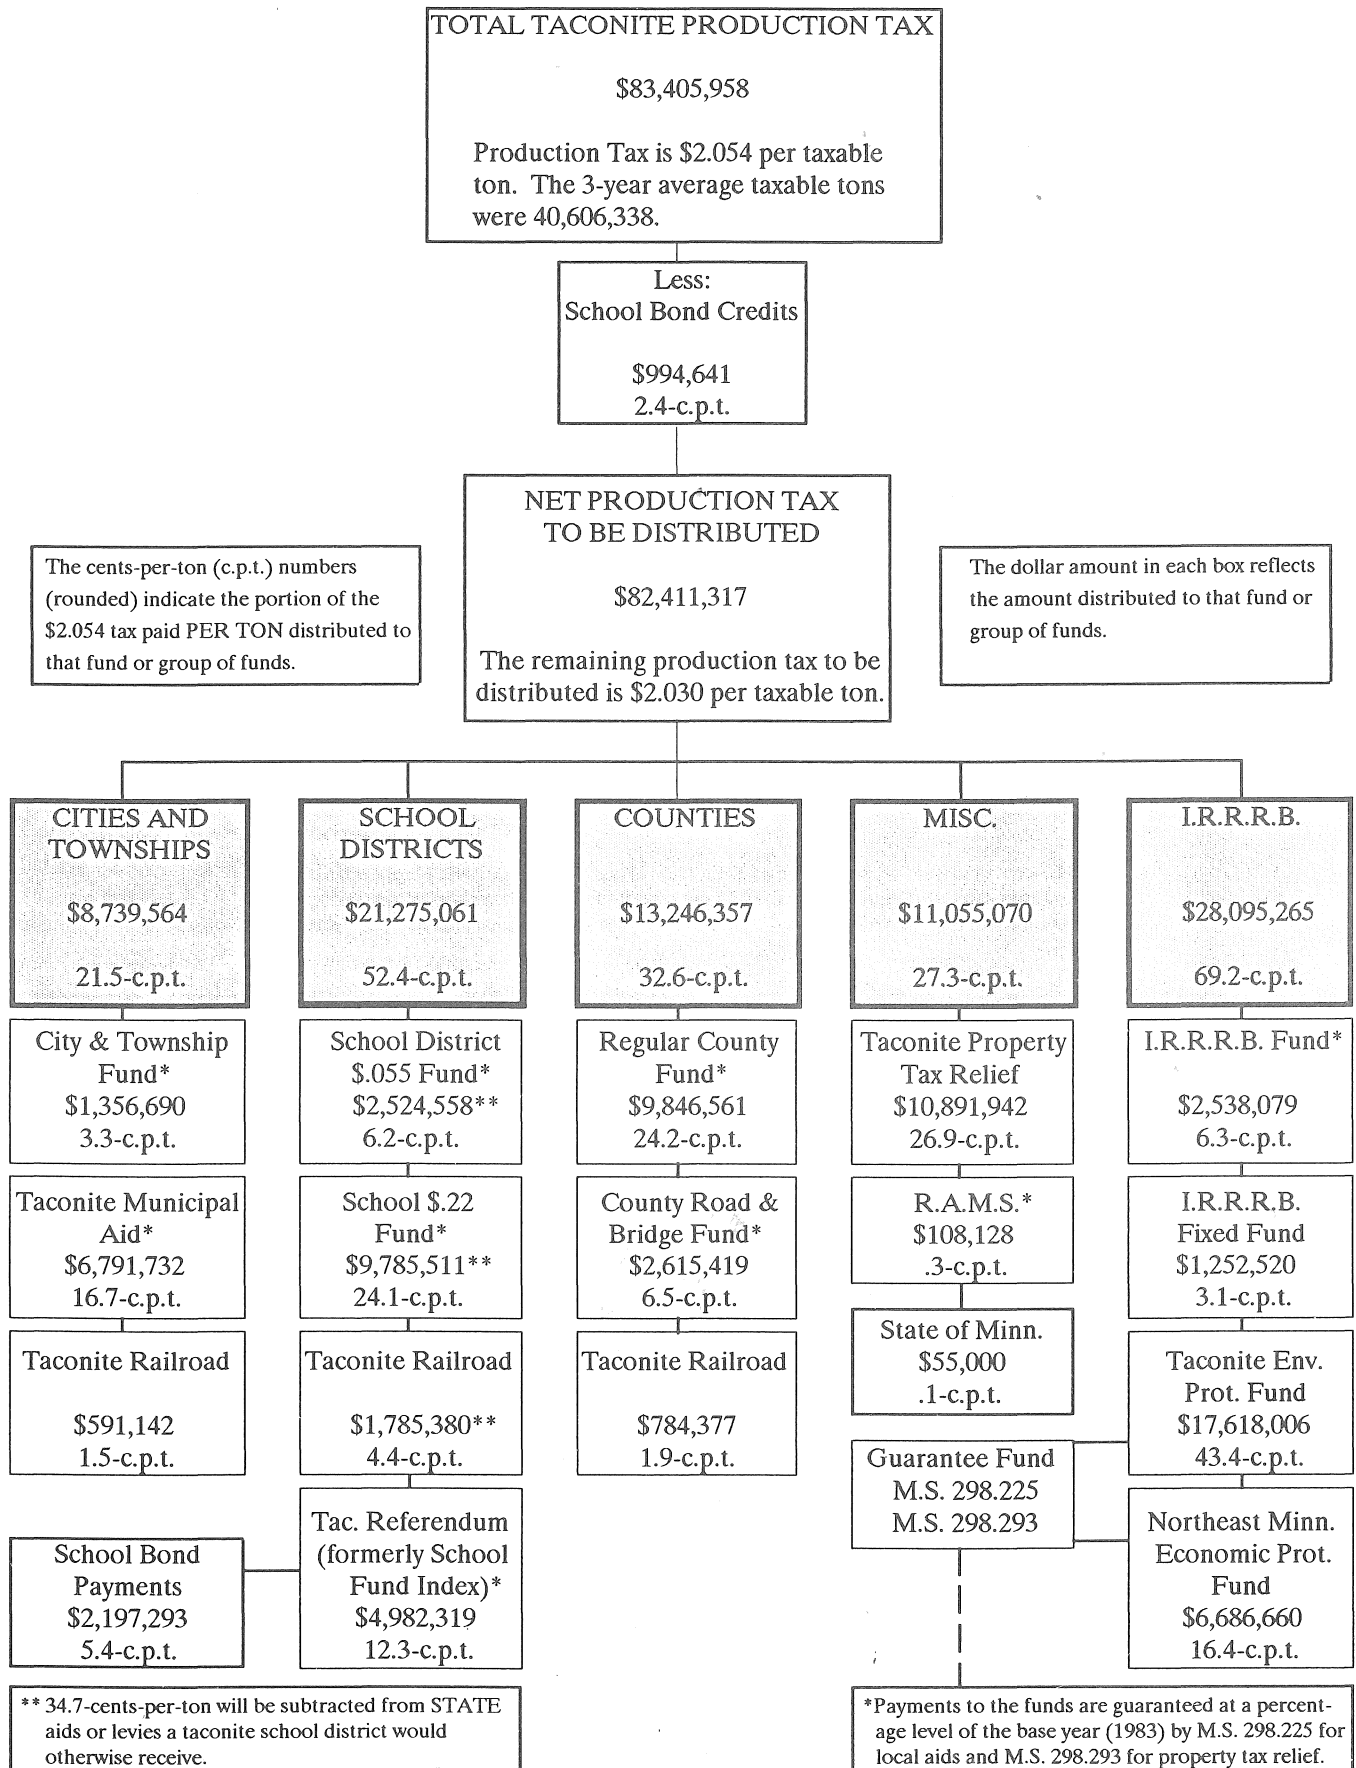 TOTAL TACONITE PRODUCTION TAX
$83,405,958
Production Tax is $2.054 per taxable
ton. The 3-year average taxable tons
were 40,606,338.
Less:
School Bond Credits
$994,641
2.4-c.p.t.
NET PRODUCTION TAX
TO BE DISTRIBUTED
$82,411,317
The remaining production tax to be
distributed is $2.030 per taxable ton.
The cents-per-ton (c.p.t.) numbers
(rounded) indicate the portion of the
$2.054 tax paid PER TON distributed to
that fund or group of funds.
The dollar amount in each box reflects
the amount distributed to that fund or
group of funds.
CITIES AND
TOWNSHIPS
$8,739,564
21.5-c.p.t.
City & Township
Fund*
$1,356,690
3.3-c.p.t.
Taconite Municipal
Aid*
$6,791,732
16.7-c.p.t.
Taconite Railroad
$591,142
1.5-c.p.t.
SCHOOL
DISTRICTS
$21,275,061
52.4-c.p.t.
School District
$.055 Fund*
$2,524,558**
6.2-c.p.t.
School $.22
Fund*
$9,785,511**
24.1-c.p.t.
Taconite Railroad
$1,785,380**
4.4-c.p.t.
Tac. Referendum
(formerly School
Fund Index)*
$4,982,319
12.3-c.p.t.
School Bond
Payments
$2,197,293
5.4-c.p.t.
COUNTIES
$13,246,357
32.6-c.p.t.
Regular County
Fund*
$9,846,561
24.2-c.p.t.
County Road &
Bridge Fund*
$2,615,419
6.5-c.p.t.
Taconite Railroad
$784,377
1.9-c.p.t.
MISC.
$11,055,070
27.3-c.p.t.
Taconite Property
Tax Relief
$10,891,942
26.9-c.p.t.
R.A.M.S.*
$108,128
.3-c.p.t.
State of Minn.
$55,000
.1-c.p.t.
Guarantee Fund
M.S. 298.225
M.S. 298.293
I.R.R.R.B.
$28,095,265
69.2-c.p.t.
I.R.R.R.B. Fund*
$2,538,079
6.3-c.p.t.
I.R.R.R.B.
Fixed Fund
$1,252,520
3.1-c.p.t.
Taconite Env.
Prot. Fund
$17,618,006
43.4-c.p.t.
Northeast Minn.
Economic Prot.
Fund
$6,686,660
16.4-c.p.t.
** 34.7-cents-per-ton will be subtracted from STATE
aids or levies a taconite school district would
otherwise receive.
*Payments to the funds are guaranteed at a percent-
age level of the base year (1983) by M.S. 298.225 for
local aids and M.S. 298.293 for property tax relief.